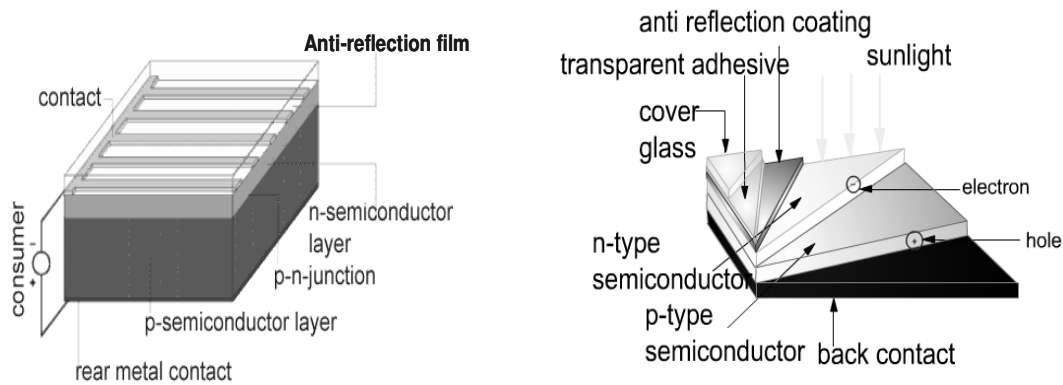 Anti-reflection film
contact
n-semiconductor
layer
p-n-junction
p-semiconductor layer
rear metal contact
consumer
-
+
anti reflection coating
transparent adhesive
sunlight
cover
glass
-
electron
+
hole
n-type
semiconductor
p-type
semiconductor
back contact